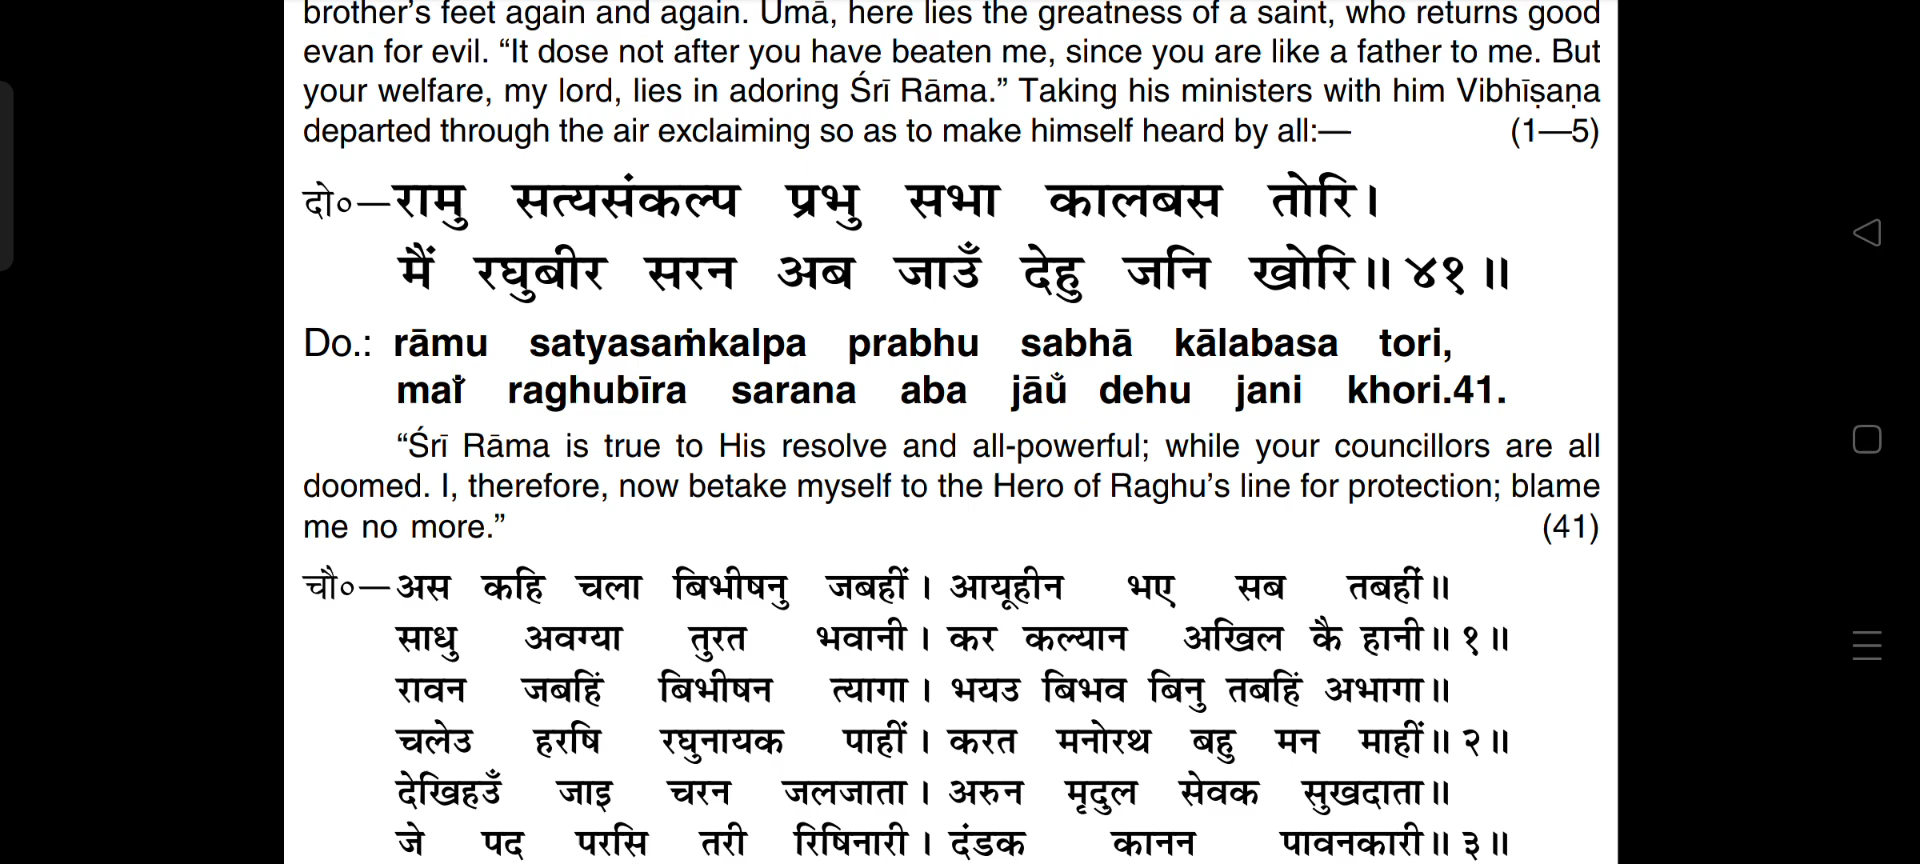 brother’s feet again and again. Umā, here lies the greatness of a saint, who returns good
evan for evil. “It dose not after you have beaten me, since you are like a father to me. But
your welfare, my lord, lies in adoring Śrī Rāma.” Taking his ministers with him Vibhīṣaṇa
departed through the air exclaiming so as to make himself heard by all:— (1—5)
दो०—रामु सत्यसंकल्प प्रभु सभा कालबस तोरि।
मैं रघुबीर सरन अब जाउँ देहु जनि खोरि॥ ४१॥
Do.: rāmu satyasaṁkalpa prabhu sabhā kālabasa tori,
maı̐ raghubīra sarana aba jāu̐ dehu jani khori.41.
“Śrī Rāma is true to His resolve and all-powerful; while your councillors are all
doomed. I, therefore, now betake myself to the Hero of Raghu’s line for protection; blame
me no more.” (41)
चौ०—अस कहि चला बिभीषनु जबहीं। आयूहीन भए सब तबहीं॥
साधु अवग्या तुरत भवानी। कर कल्यान अखिल कै हानी॥ १॥
रावन जबहिं बिभीषन त्यागा। भयउ बिभव बिनु तबहिं अभागा॥
चलेउ हरषि रघुनायक पाहीं। करत मनोरथ बहु मन माहीं॥ २॥
देखिहउँ जाइ चरन जलजाता। अरुन मृदुल सेवक सुखदाता॥
जे पद परसि तरी रिषिनारी। दंडक कानन पावनकारी॥ ३॥